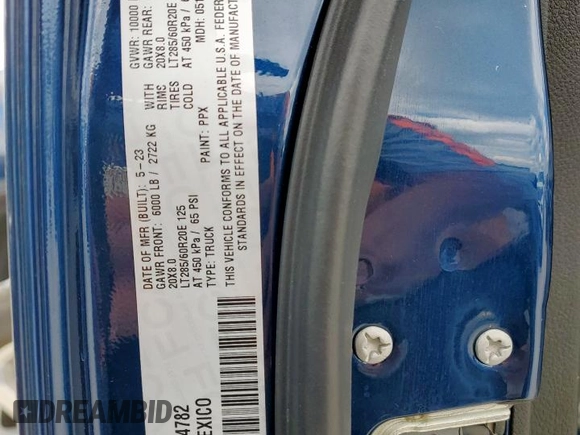 GVWR: 10000
DATE OF MFR (BUILT): 5-23
GAWR FRONT: 6000 LB / 2722 KG WITH GAWR REAR:
20X8.0 RIMS 20X8.0
LT285/60R20E 125 TIRES LT285/60R20E
AT 450 kPa / 65 PSI COLD AT 450 kPa /
TYPE: TRUCK PAINT: PPX MDH: 051
THIS VEHICLE CONFORMS TO ALL APPLICABLE U.S.A. FEDER
STANDARDS IN EFFECT ON THE DATE OF MANUFACTUR
4782
EXICO
DREAMBID